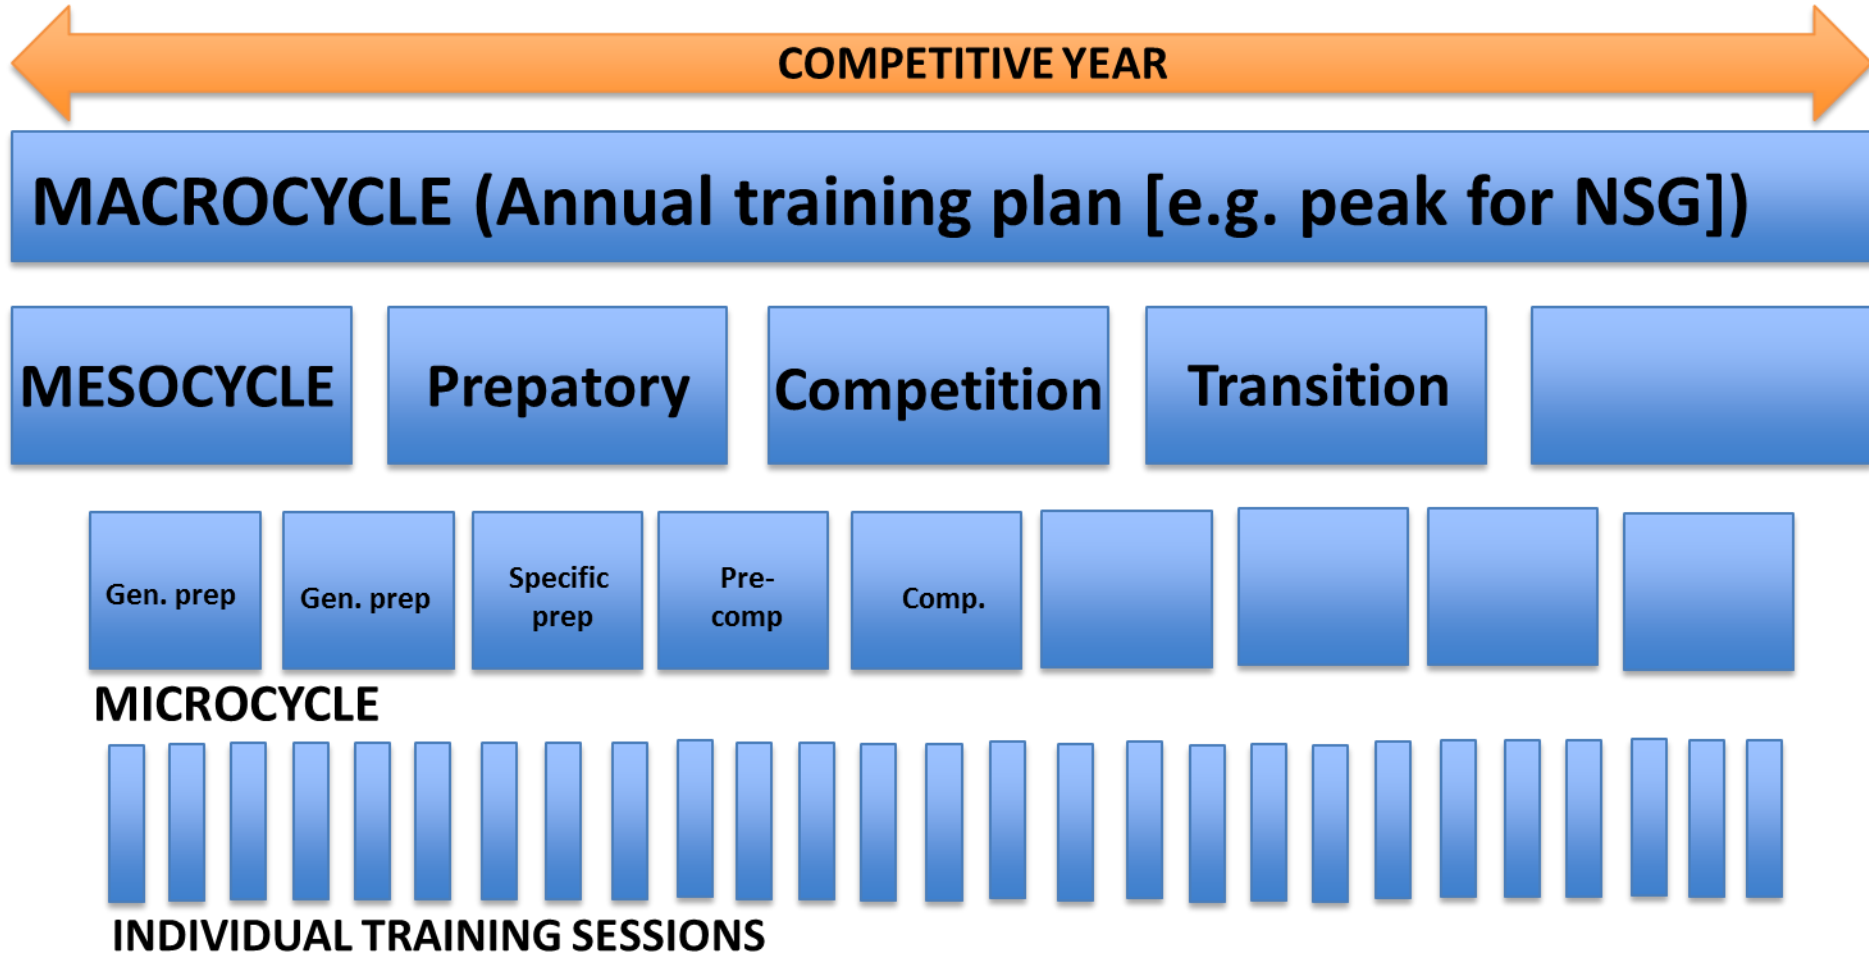 COMPETITIVE YEAR
MACROCYCLE (Annual training plan [e.g. peak for NSG])
MESOCYCLE
Prepatory
Competition
Transition
Gen. prep
Gen. prep
Specific
prep
Pre-
comp
Comp.
MICROCYCLE
INDIVIDUAL TRAINING SESSIONS